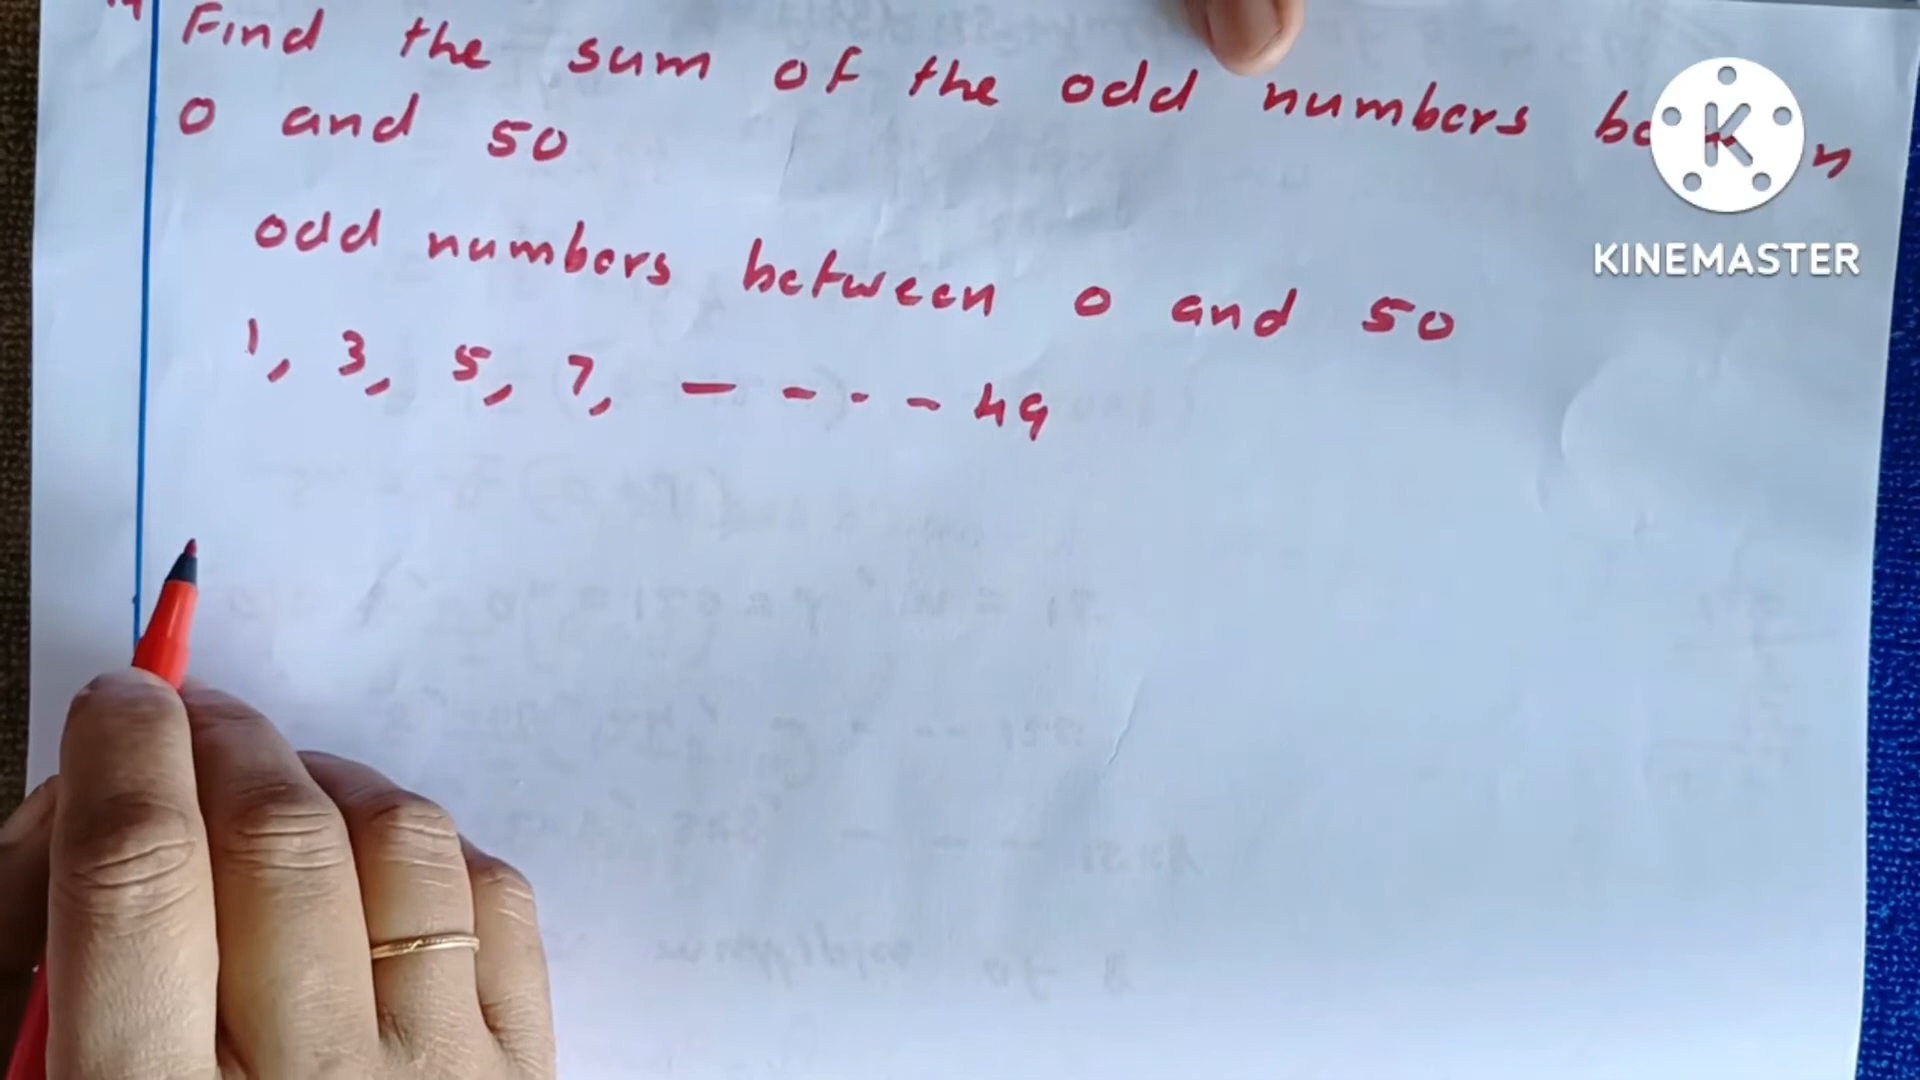 Find the sum of the odd numbers
0 and 50
odd numbers between 0 and 50
1, 3, 5, 7, - - - - 49
KINEMASTER